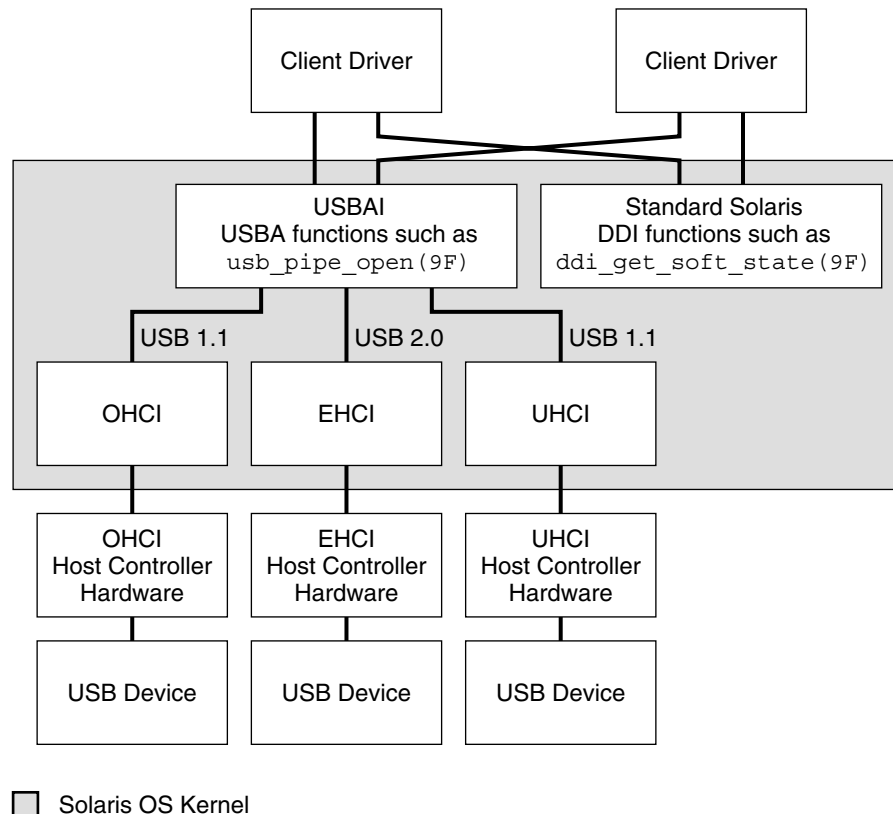 Client Driver
Client Driver
USBAI
USBA functions such as
usb_pipe_open(9F)
Standard Solaris
DDI functions such as
ddi_get_soft_state(9F)
USB 1.1
USB 2.0
USB 1.1
OHCI
EHCI
UHCI
OHCI
Host Controller
Hardware
EHCI
Host Controller
Hardware
UHCI
Host Controller
Hardware
USB Device
USB Device
USB Device
Solaris OS Kernel